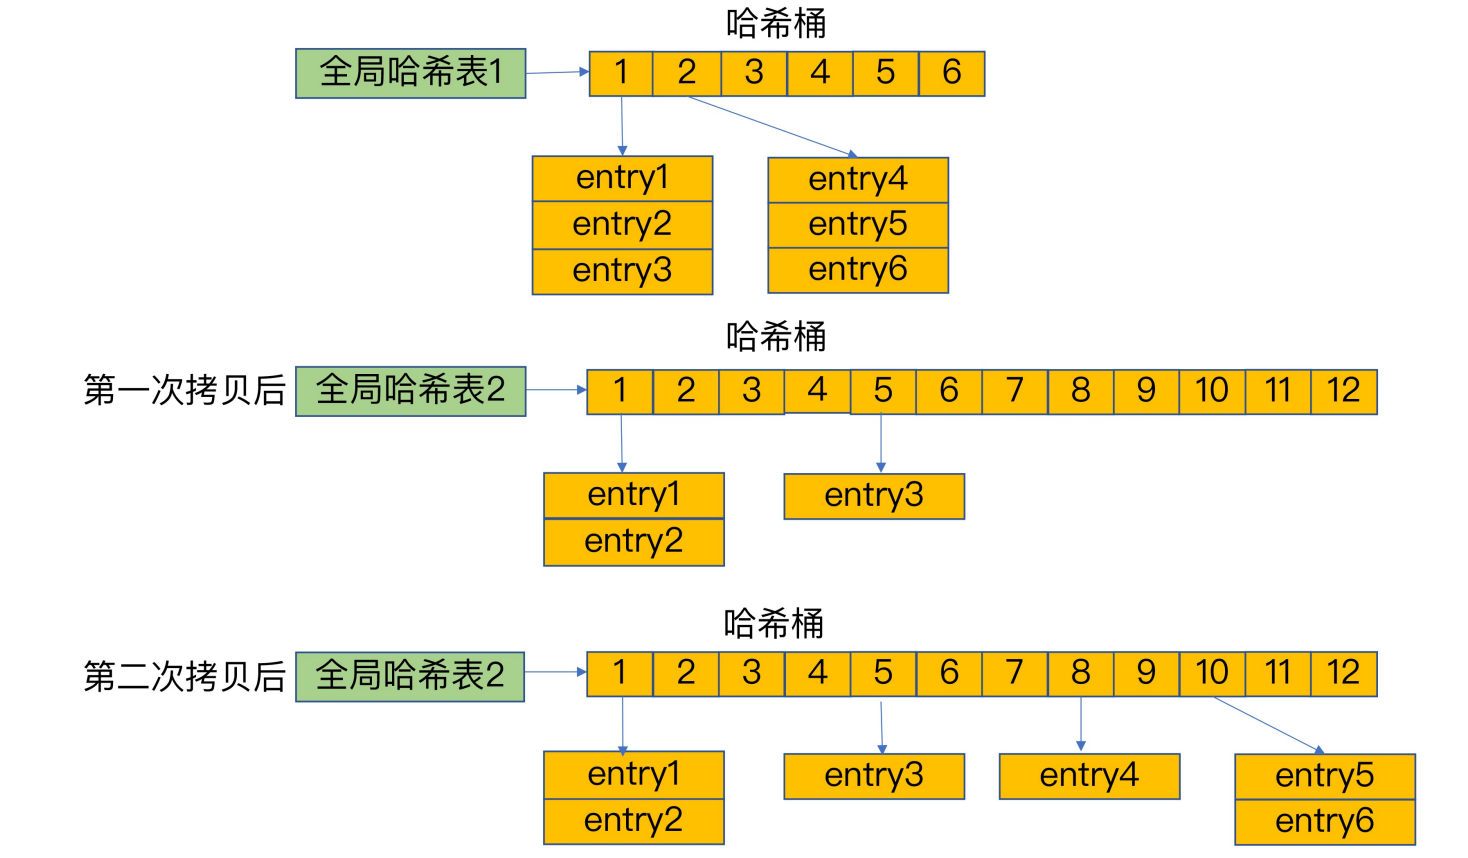 哈希桶
全局哈希表1 1 2 3 4 5 6
entry1 entry4
entry2 entry5
entry3 entry6
哈希桶
第一次拷贝后 全局哈希表2 1 2 3 4 5 6 7 8 9 10 11 12
entry1 entry3
entry2
哈希桶
第二次拷贝后 全局哈希表2 1 2 3 4 5 6 7 8 9 10 11 12
entry1 entry3 entry4 entry5
entry2 entry6